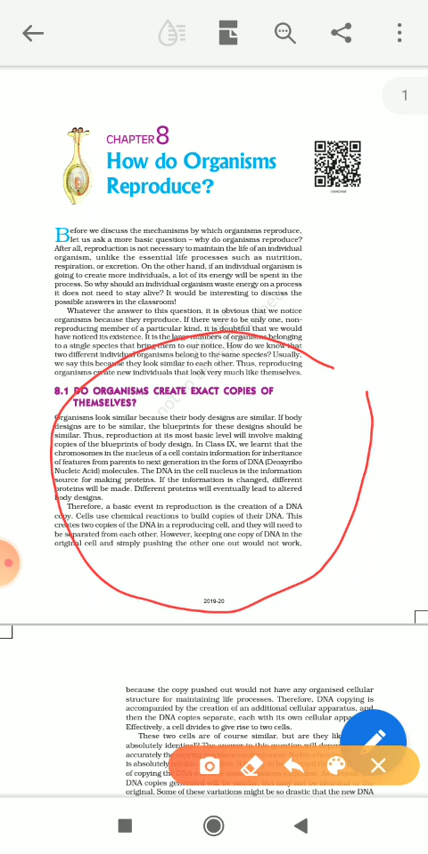 1
CHAPTER 8
How do Organisms
Reproduce?
Before we discuss the mechanisms by which organisms reproduce,
let us ask a more basic question – why do organisms reproduce?
After all, reproduction is not necessary to maintain the life of an individual
organism, unlike the essential life processes such as nutrition,
respiration, or excretion. On the other hand, if an individual organism is
going to create more individuals, a lot of its energy will be spent in the
process. So why should an individual organism waste energy on a process
it does not need to stay alive? It would be interesting to discuss the
possible answers in the classroom!
Whatever the answer to this question, it is obvious that we notice
organisms because they reproduce. If there were to be only one, non-
reproducing member of a particular kind, it is doubtful that we would
have noticed its existence. It is the large numbers of organisms belonging
to a single species that bring them to our notice. How do we know that
two different individual organisms belong to the same species? Usually,
we say this because they look similar to each other. Thus, reproducing
organisms create new individuals that look very much like themselves.
8.1 DO ORGANISMS CREATE EXACT COPIES OF
THEMSELVES?
Organisms look similar because their body designs are similar. If body
designs are to be similar, the blueprints for these designs should be
similar. Thus, reproduction at its most basic level will involve making
copies of the blueprints of body design. In Class IX, we learnt that the
chromosomes in the nucleus of a cell contain information for inheritance
of features from parents to next generation in the form of DNA (Deoxyribo
Nucleic Acid) molecules. The DNA in the cell nucleus is the information
source for making proteins. If the information is changed, different
proteins will be made. Different proteins will eventually lead to altered
body designs.
Therefore, a basic event in reproduction is the creation of a DNA
copy. Cells use chemical reactions to build copies of their DNA. This
creates two copies of the DNA in a reproducing cell, and they will need to
be separated from each other. However, keeping one copy of DNA in the
original cell and simply pushing the other one out would not work,
2019-20
because the copy pushed out would not have any organised cellular
structure for maintaining life processes. Therefore, DNA copying is
accompanied by the creation of an additional cellular apparatus, and
then the DNA copies separate, each with its own cellular
Effectively, a cell divides to give rise to two cells.
These two cells are of course similar, but are they
absolutely
accurately the
is absolutely
of copying the DNA
DNA copies
original. Some of these variations might be so drastic that the new DNA